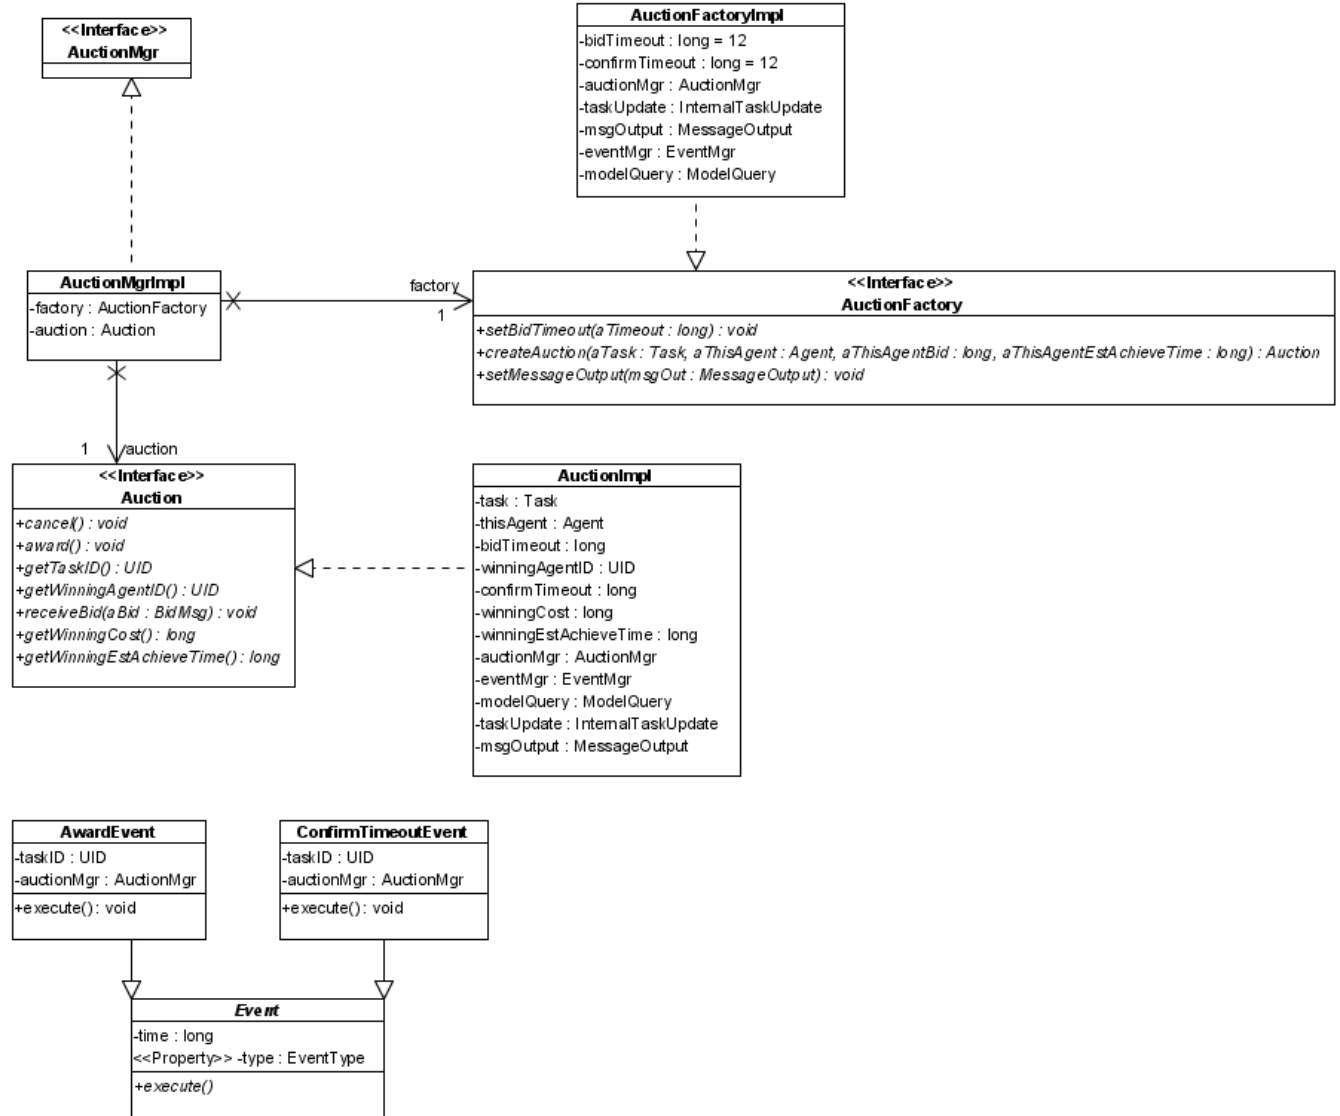 <<Interface>>
AuctionMgr
AuctionFactoryImpl
-bidTimeout : long = 12
-confirmTimeout : long = 12
-auctionMgr : AuctionMgr
-taskUpdate : InternalTaskUpdate
-msgOutput : MessageOutput
-eventMgr : EventMgr
-modelQuery : ModelQuery
AuctionMgrImpl
-factory : AuctionFactory
-auction : Auction
factory
1
<<Interface>>
AuctionFactory
+setBidTimeout(aTimeout : long) : void
+createAuction(aTask : Task, aThisAgent : Agent, aThisAgentBid : long, aThisAgentEstAchieveTime : long) : Auction
+setMessageOutput(msgOut : MessageOutput) : void
1
auction
<<Interface>>
Auction
+cancel() : void
+award() : void
+getTaskID() : UID
+getWinningAgentID() : UID
+receiveBid(aBid : BidMsg) : void
+getWinningCost() : long
+getWinningEstAchieveTime() : long
AuctionImpl
-task : Task
-thisAgent : Agent
-bidTimeout : long
-winningAgentID : UID
-confirmTimeout : long
-winningCost : long
-winningEstAchieveTime : long
-auctionMgr : AuctionMgr
-eventMgr : EventMgr
-modelQuery : ModelQuery
-taskUpdate : InternalTaskUpdate
-msgOutput : MessageOutput
AwardEvent
-taskID : UID
-auctionMgr : AuctionMgr
+execute() : void
ConfirmTimeoutEvent
-taskID : UID
-auctionMgr : AuctionMgr
+execute() : void
Event
-time : long
<<Property>> -type : EventType
+execute()